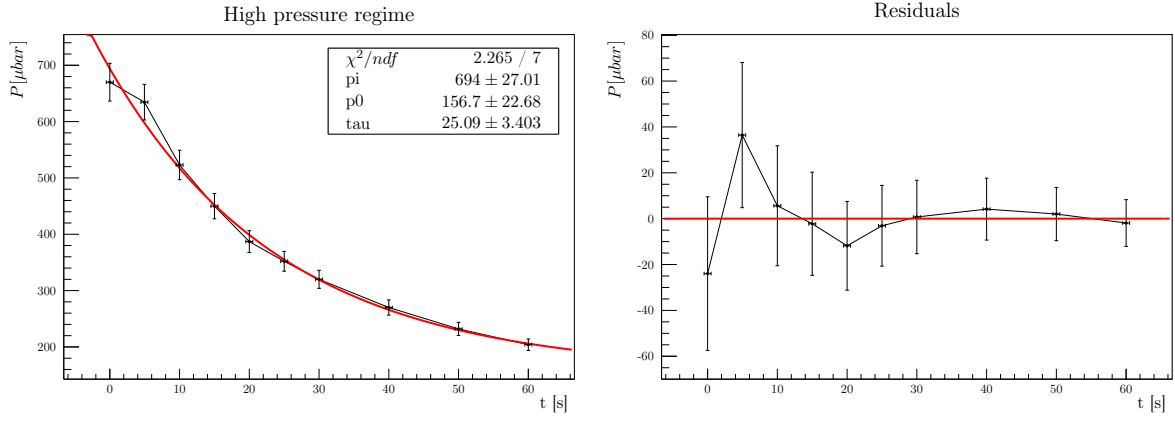 High pressure regime
P [μbar]
χ²/ndf 2.265 / 7
pi 694 ± 27.01
p0 156.7 ± 22.68
tau 25.09 ± 3.403
700
600
500
400
300
200
0 10 20 30 40 50 60
t [s]
Residuals
P [μbar]
80
60
40
20
0
-20
-40
-60
0 10 20 30 40 50 60
t [s]